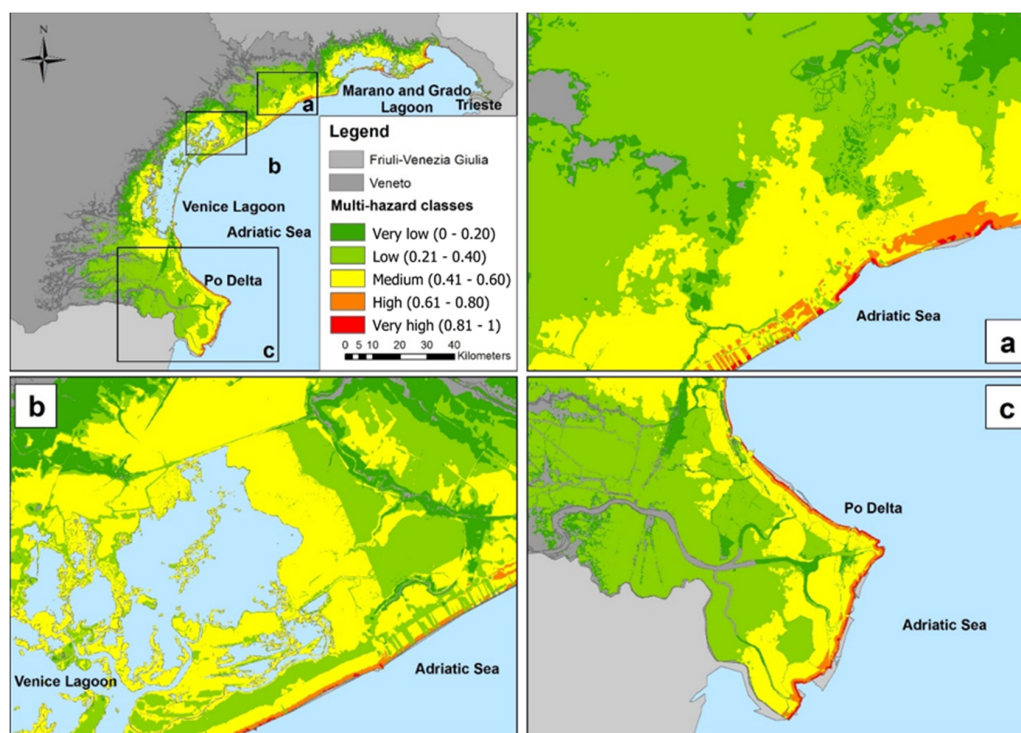 N
Marano and Grado
Lagoon
Trieste
a
b
Venice Lagoon
Adriatic Sea
Po Delta
c
Legend
Friuli-Venezia Giulia
Veneto
Multi-hazard classes
Very low (0 - 0.20)
Low (0.21 - 0.40)
Medium (0.41 - 0.60)
High (0.61 - 0.80)
Very high (0.81 - 1)
0 5 10 20 30 40
Kilometers
Adriatic Sea
a
b
Venice Lagoon
Adriatic Sea
c
Po Delta
Adriatic Sea